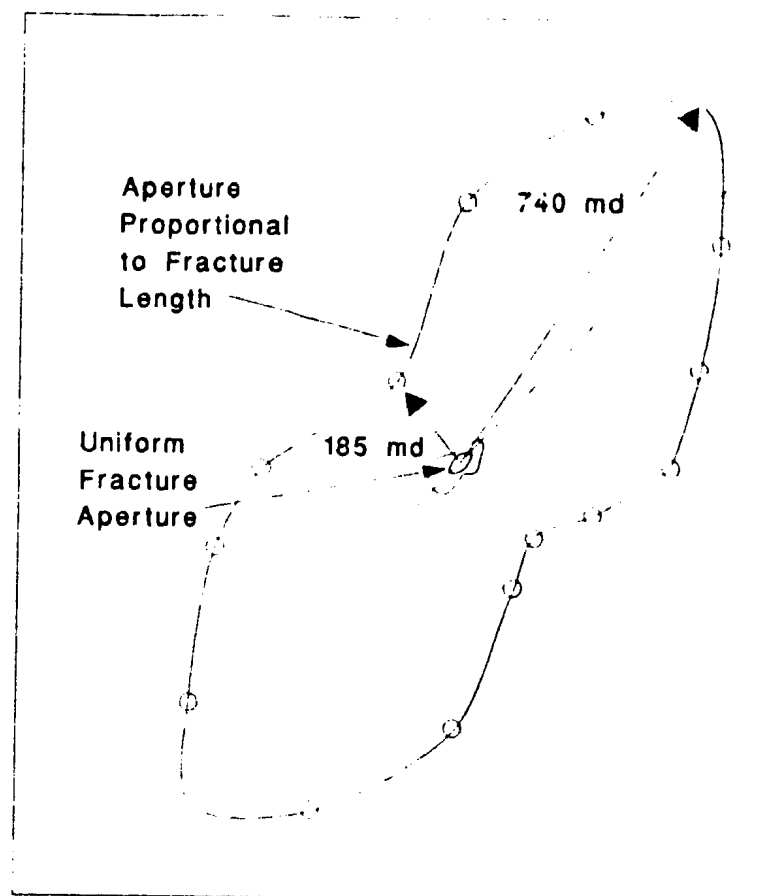 Aperture
Proportional
to Fracture
Length
740 md
Uniform
Fracture
Aperture
185 md